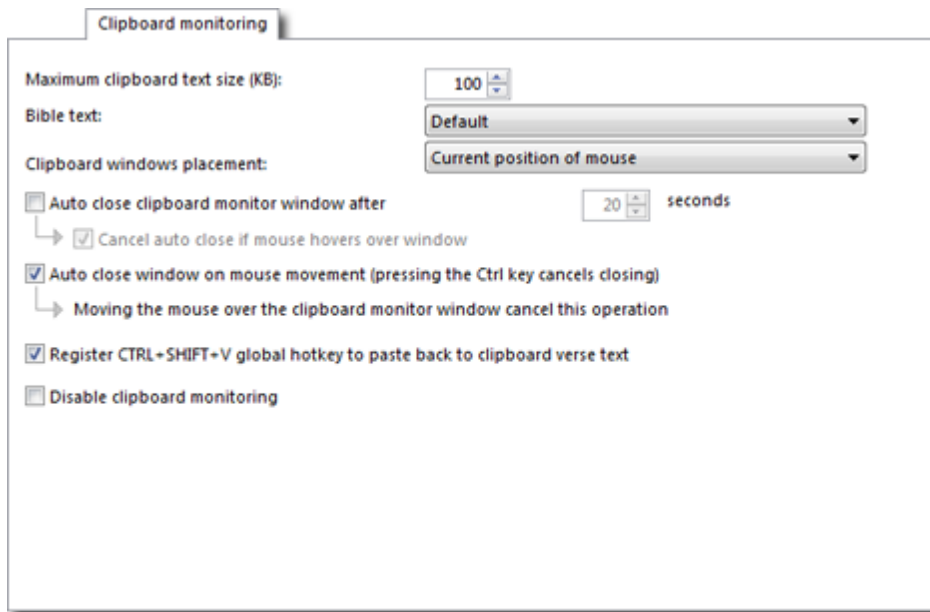 Clipboard monitoring
Maximum clipboard text size (KB): 100
Bible text: Default
Clipboard windows placement: Current position of mouse
Auto close clipboard monitor window after 20 seconds
Cancel auto close if mouse hovers over window
Auto close window on mouse movement (pressing the Ctrl key cancels closing)
Moving the mouse over the clipboard monitor window cancel this operation
Register CTRL+SHIFT+V global hotkey to paste back to clipboard verse text
Disable clipboard monitoring